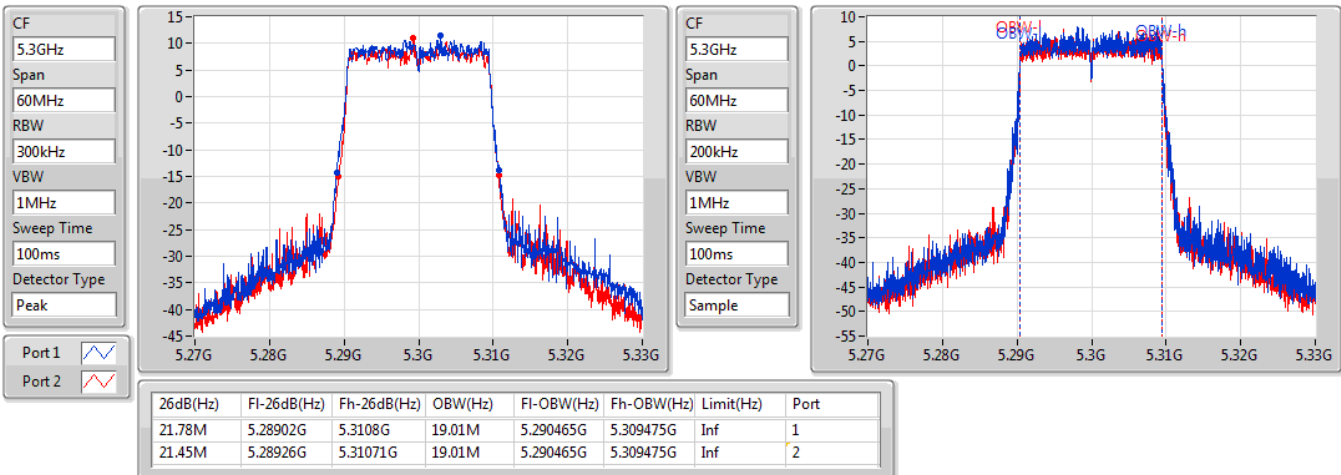 CF
5.3GHz
Span
60MHz
RBW
300kHz
VBW
1MHz
Sweep Time
100ms
Detector Type
Peak
Port 1
Port 2
15
10
5
0
-5
-10
-15
-20
-25
-30
-35
-40
-45
5.27G 5.28G 5.29G 5.3G 5.31G 5.32G 5.33G
CF
5.3GHz
Span
60MHz
RBW
200kHz
VBW
1MHz
Sweep Time
100ms
Detector Type
Sample
10
5
0
-5
-10
-15
-20
-25
-30
-35
-40
-45
-50
-55
OBW-l OBW-h
OBW-l OBW-h
5.27G 5.28G 5.29G 5.3G 5.31G 5.32G 5.33G
26dB(Hz) Fl-26dB(Hz) Fh-26dB(Hz) OBW(Hz) Fl-OBW(Hz) Fh-OBW(Hz) Limit(Hz) Port
21.78M 5.28902G 5.3108G 19.01M 5.290465G 5.309475G Inf 1
21.45M 5.28926G 5.31071G 19.01M 5.290465G 5.309475G Inf 2